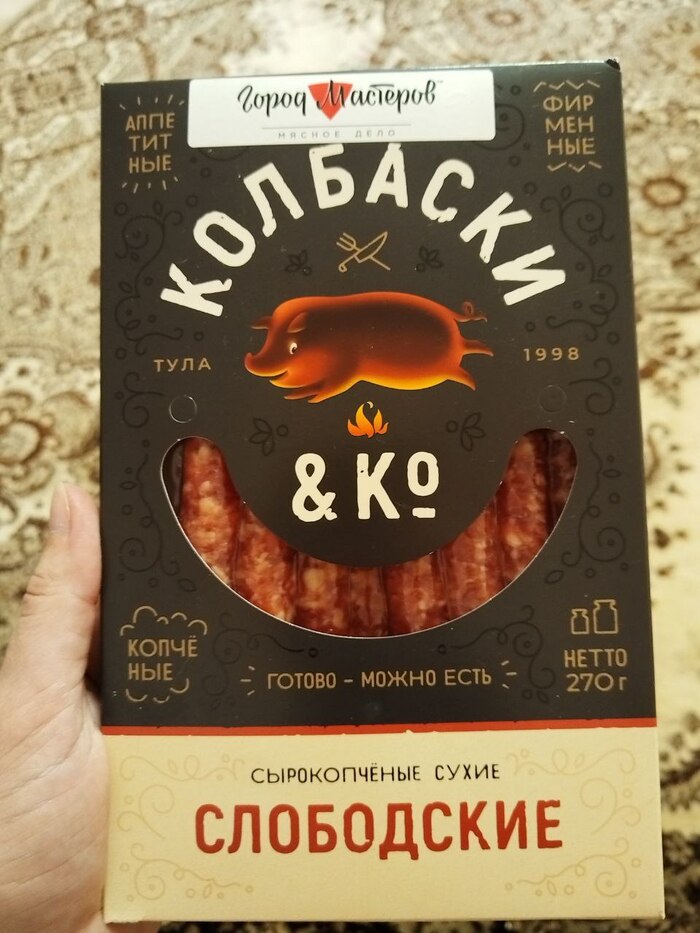 Город Мастеров
МЯСНОЕ ДЕЛО
АППЕ
ТИТ
НЫЕ
ФИР
МЕН
НЫЕ
КОЛБАСКИ
ТУЛА
1998
& Ко
КОПЧЁ
НЫЕ
ГОТОВО – МОЖНО ЕСТЬ
НЕТТО
270 г
СЫРОКОПЧЁНЫЕ СУХИЕ
СЛОБОДСКИЕ